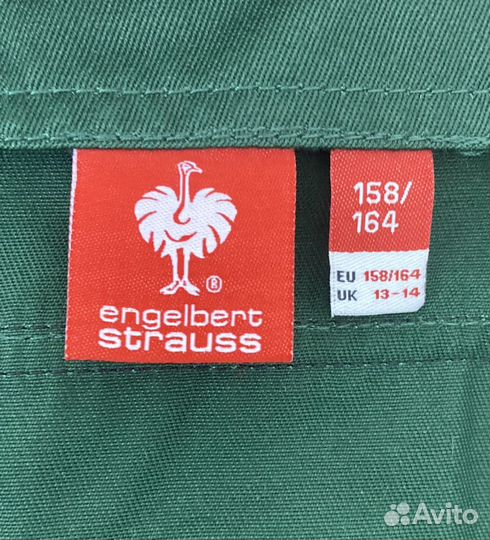 ®
engelbert
strauss
158/
164
EU 158/164
UK 13-14
Avito